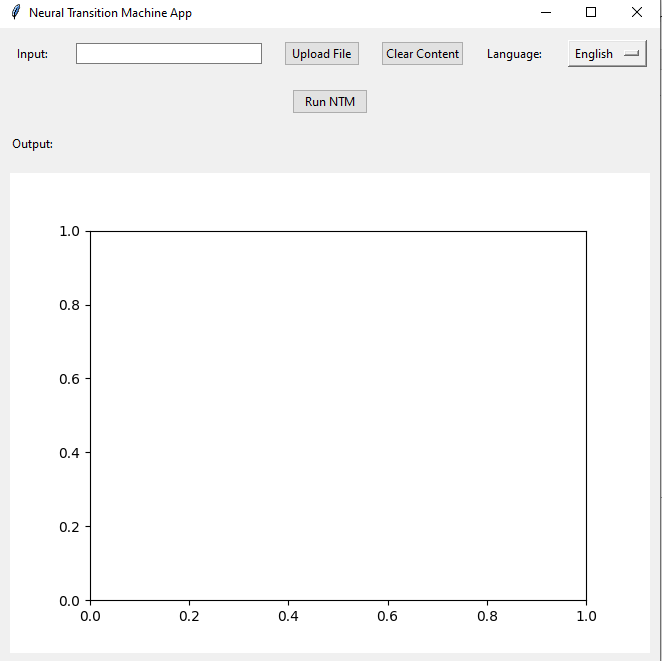 Neural Transition Machine App
Input: Upload File Clear Content Language: English
Run NTM
Output:
1.0
0.8
0.6
0.4
0.2
0.0
0.0 0.2 0.4 0.6 0.8 1.0